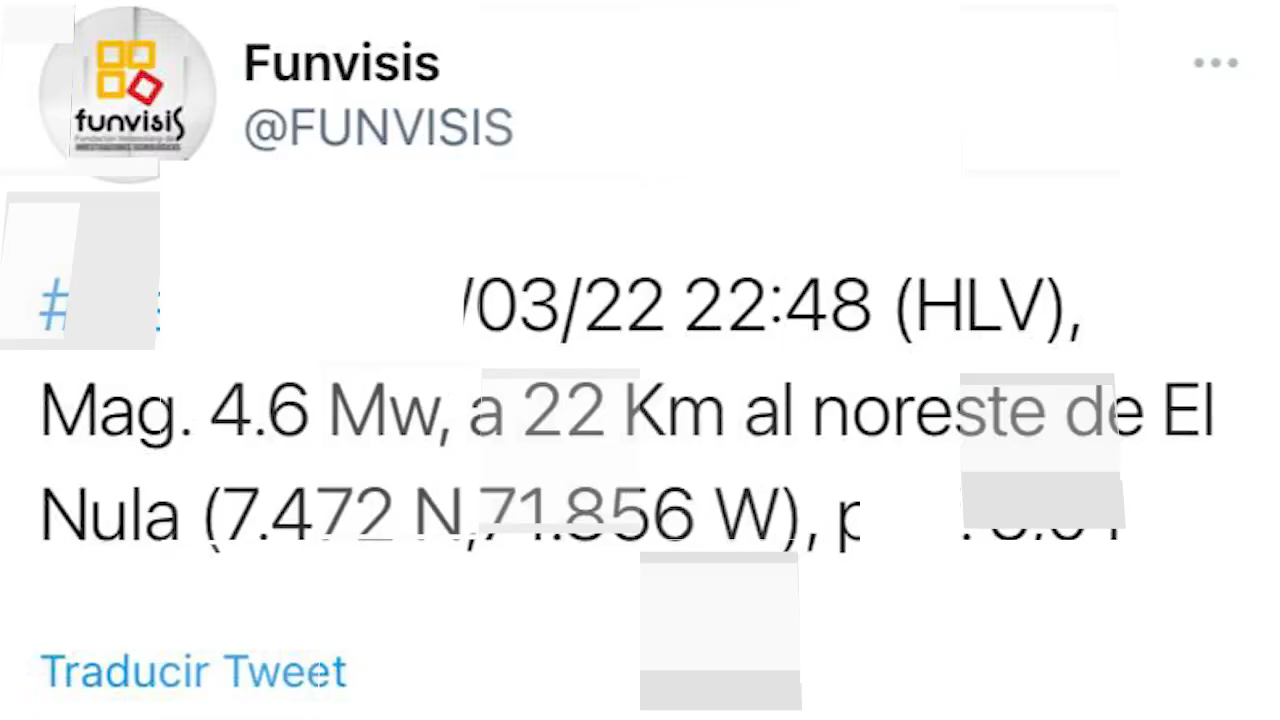 funvisis
Funvisis
@FUNVISIS
/03/22 22:48 (HLV),
Mag. 4.6 Mw, a 22 Km al noreste de El
Nula (7.472 N,71.856 W),
Traducir Tweet